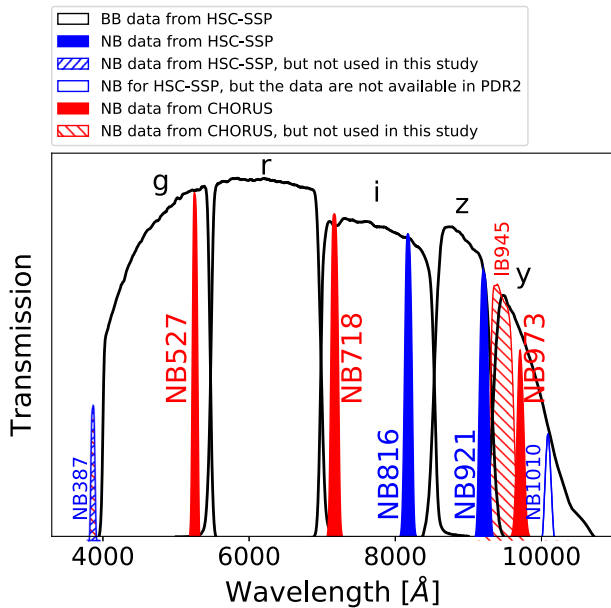 BB data from HSC-SSP
NB data from HSC-SSP
NB data from HSC-SSP, but not used in this study
NB for HSC-SSP, but the data are not available in PDR2
NB data from CHORUS
NB data from CHORUS, but not used in this study
g
r
i
z
y
IB945
NB527
NB718
NB973
NB816
NB921
NB387
NB1010
Transmission
4000
6000
8000
10000
Wavelength [Å]